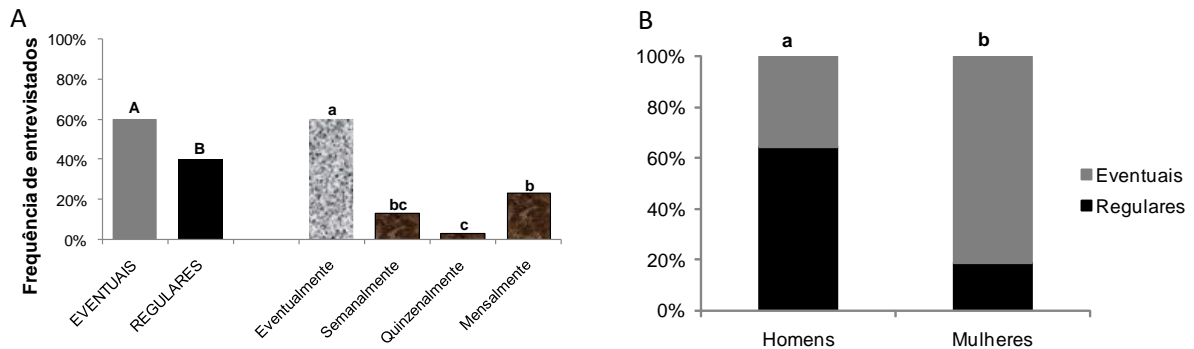 A
Frequência de entrevistados
100%
80%
60%
40%
20%
0%
A
B
a
bc
c
b
EVENTUAIS
REGULARES
Eventualmente
Semanalmente
Quinzenalmente
Mensalmente
B
100%
80%
60%
40%
20%
0%
a
b
Homens
Mulheres
Eventuais
Regulares